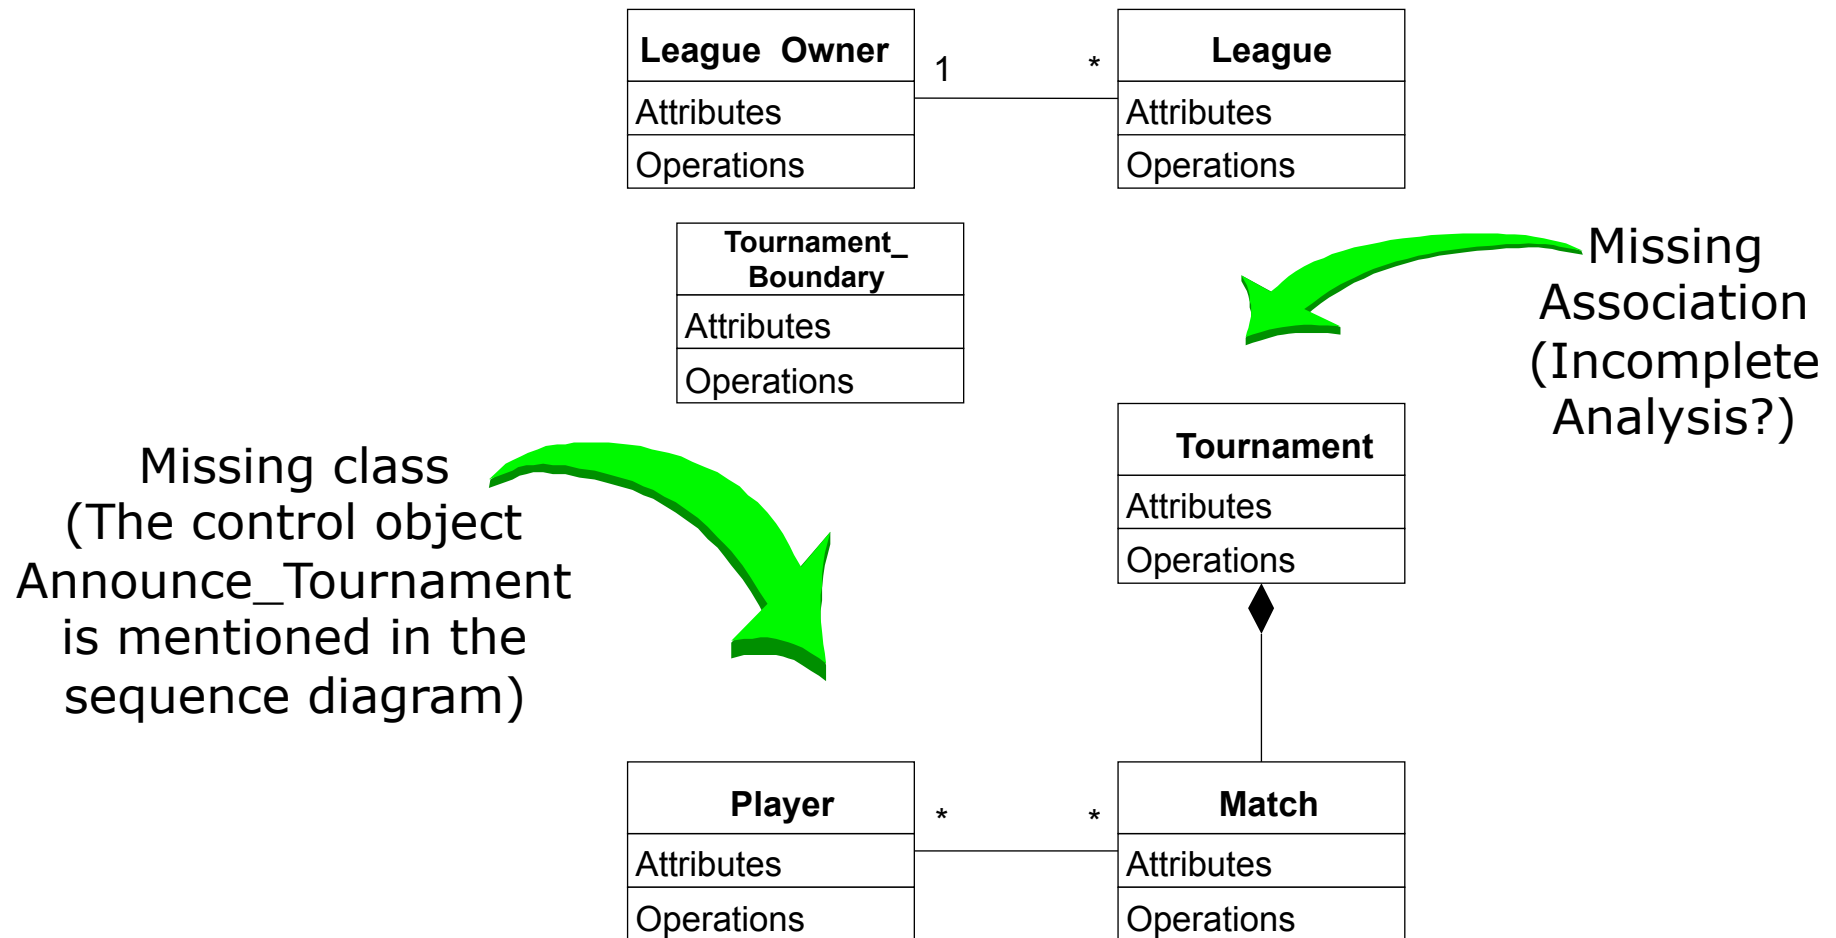 League Owner
Attributes
Operations
1
*
League
Attributes
Operations
Tournament_
Boundary
Attributes
Operations
Missing
Association
(Incomplete
Analysis?)
Missing class
(The control object
Announce_Tournament
is mentioned in the
sequence diagram)
Tournament
Attributes
Operations
Player
Attributes
Operations
*
*
Match
Attributes
Operations